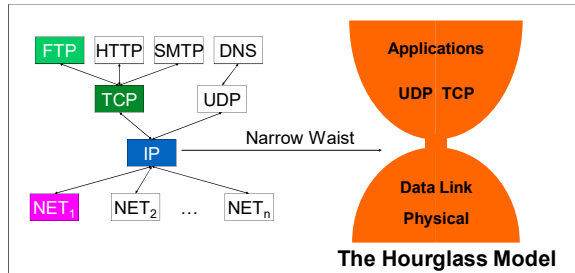 FTP HTTP SMTP DNS
TCP UDP
IP
NET1 NET2 … NETn
Narrow Waist
Applications
UDP TCP
Data Link
Physical
The Hourglass Model